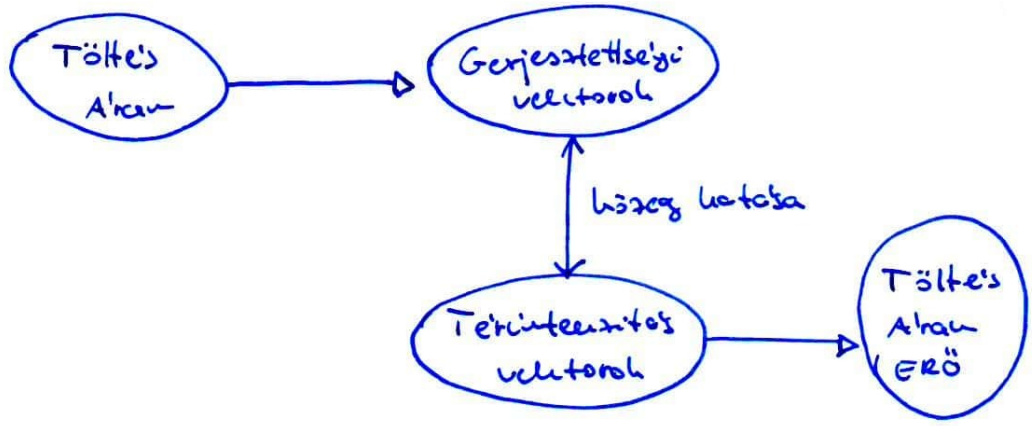 Töltés
Áram
Gerjesztettségi
vektorok
közeg hatása
Térintenzitás
vektorok
Töltés
Áram
ERŐ